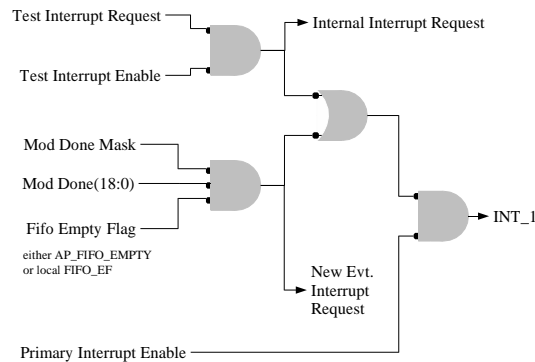 Test Interrupt Request
Internal Interrupt Request
Test Interrupt Enable
Mod Done Mask
Mod Done(18:0)
Fifo Empty Flag
either AP_FIFO_EMPTY
or local FIFO_EF
INT_1
New Evt.
Interrupt
Request
Primary Interrupt Enable